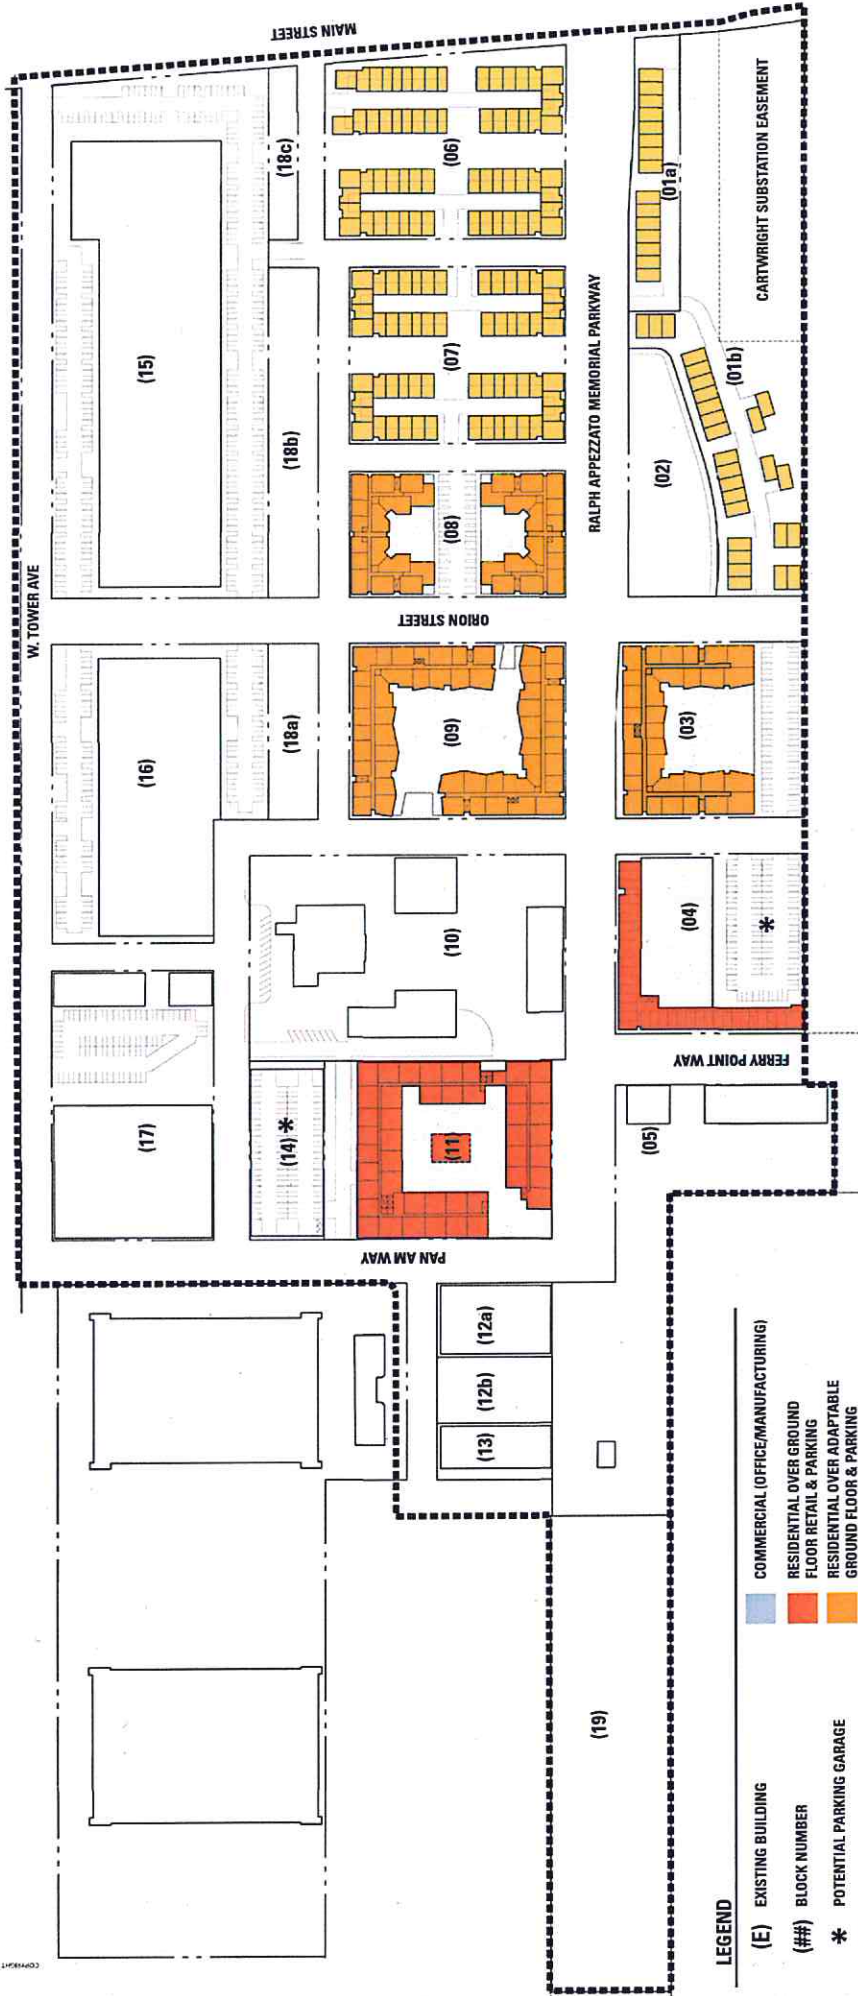 COPYRIGHT
W. TOWER AVE
MAIN STREET
(17)
(16)
(15)
(14) *
(18a)
(18b)
(18c)
PAN AM WAY
(11)
(10)
(09)
(08)
(07)
(06)
(13)
(12b)
(12a)
ORION STREET
RALPH APPEZZATO MEMORIAL PARKWAY
(19)
(05)
FERRY POINT WAY
(04)
*
(03)
(02)
(01a)
(01b)
CARTWRIGHT SUBSTATION EASEMENT
LEGEND
(E) EXISTING BUILDING
(##) BLOCK NUMBER
* POTENTIAL PARKING GARAGE
COMMERCIAL (OFFICE/MANUFACTURING)
RESIDENTIAL OVER GROUND
FLOOR RETAIL & PARKING
RESIDENTIAL OVER ADAPTABLE
GROUND FLOOR & PARKING